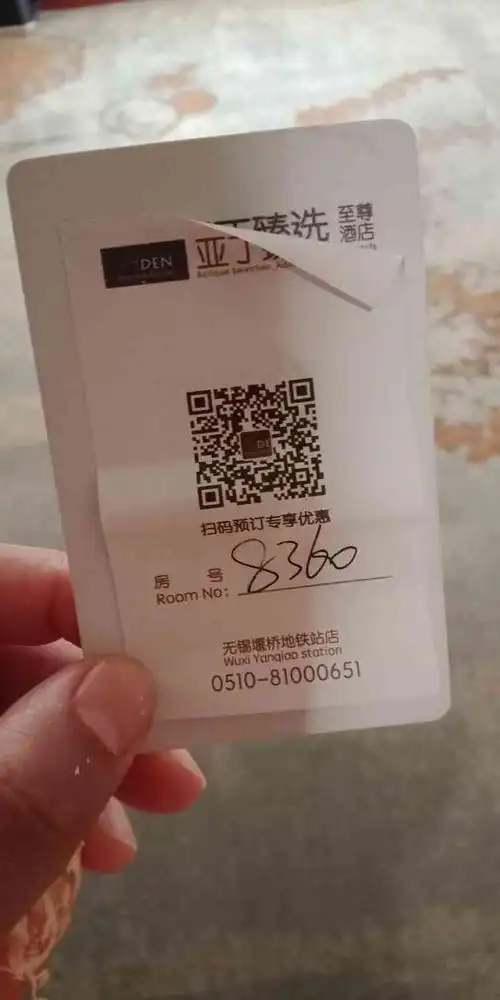 丁臻选 至尊酒店
DEN 亚丁
扫码预订专享优惠
房 号
Room No: 8360
无锡堰桥地铁站店
Wuxi Yanqiao station
0510-81000651